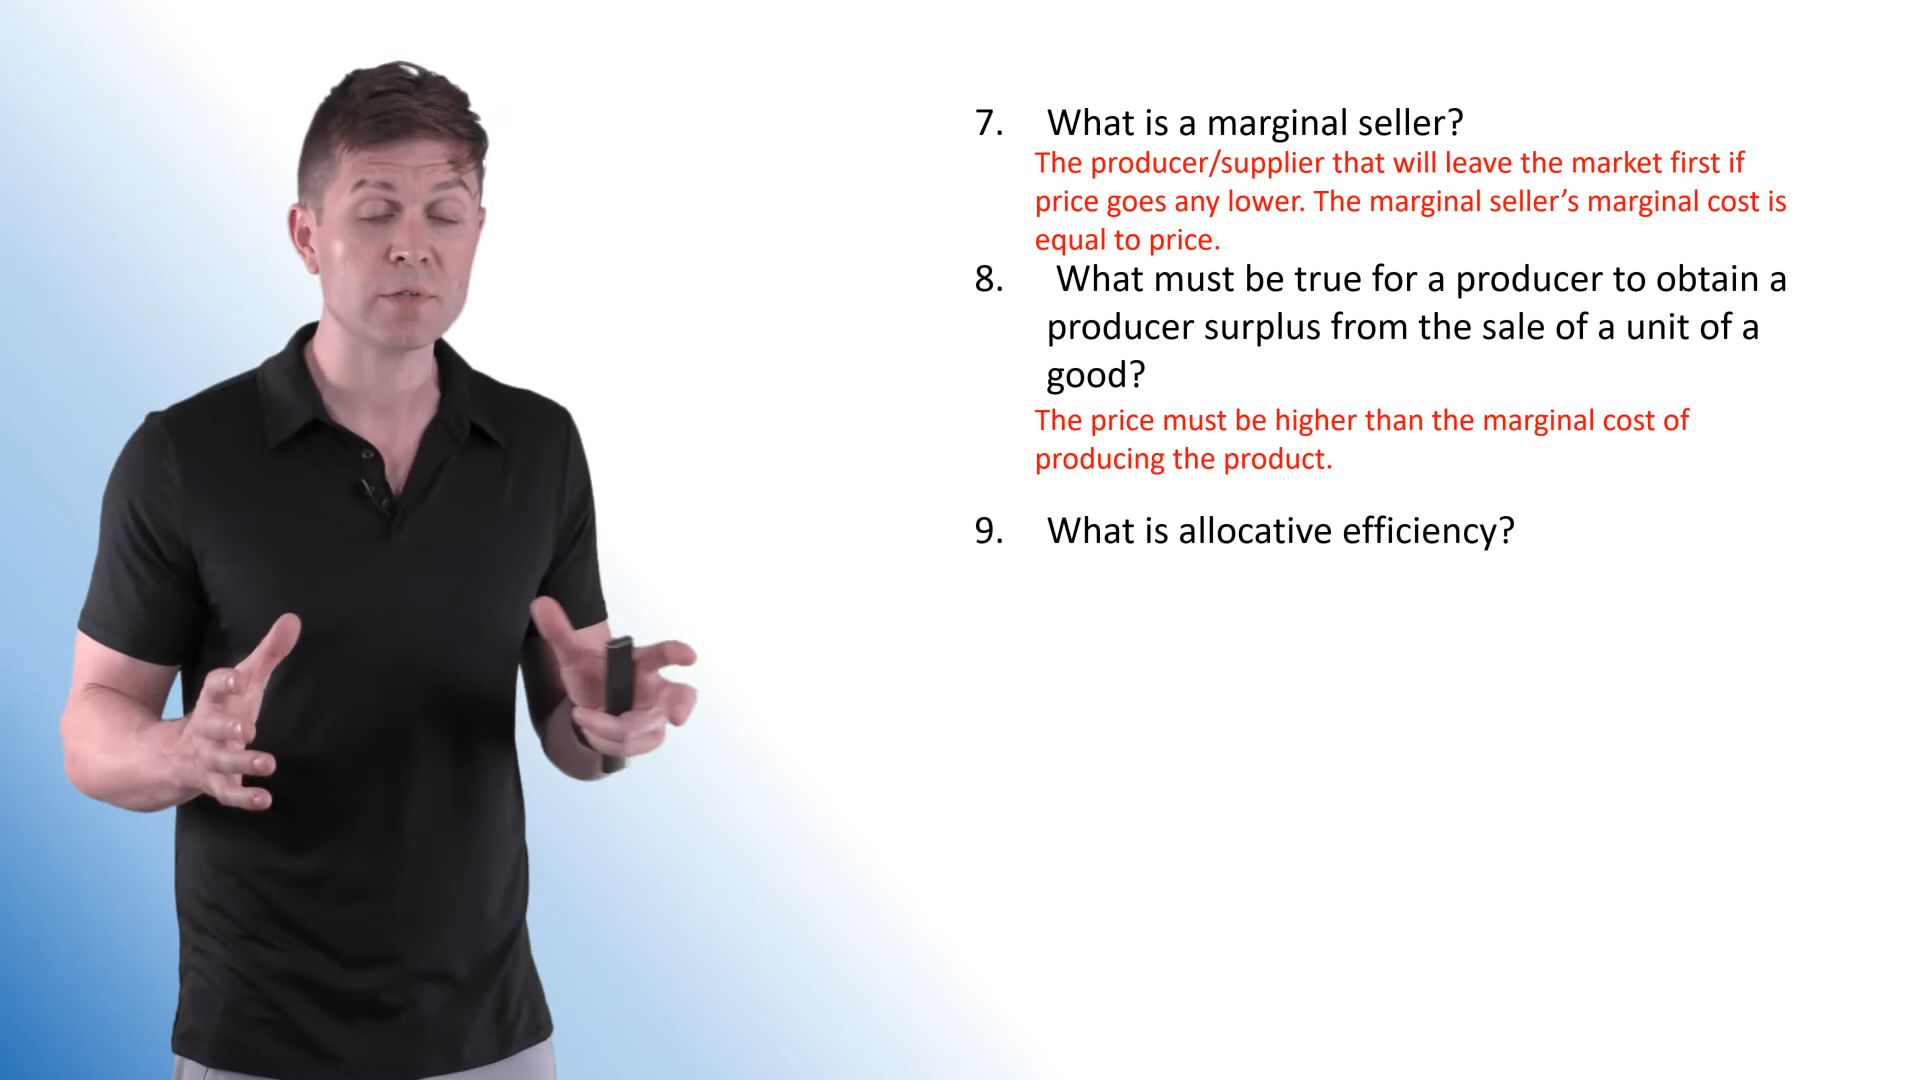 7. What is a marginal seller?
The producer/supplier that will leave the market first if
price goes any lower. The marginal seller’s marginal cost is
equal to price.
8. What must be true for a producer to obtain a
producer surplus from the sale of a unit of a
good?
The price must be higher than the marginal cost of
producing the product.
9. What is allocative efficiency?